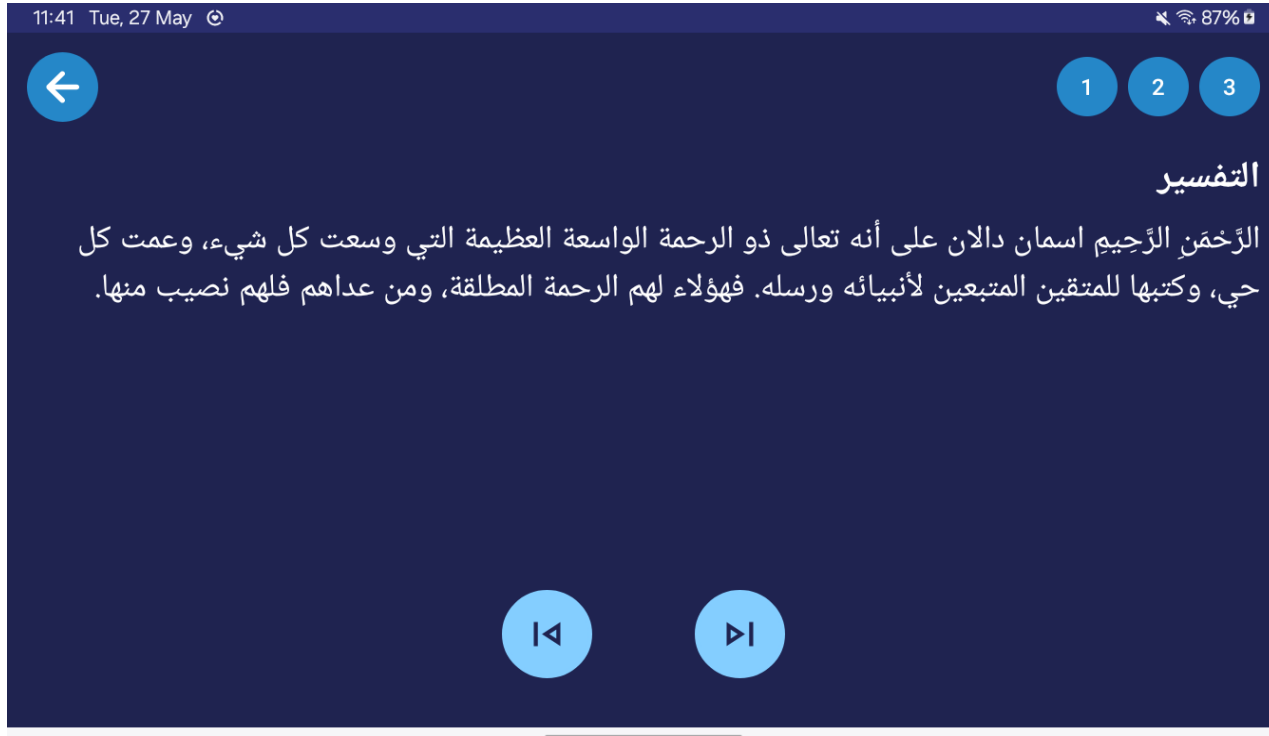 11:41 Tue, 27 May 87%
1 2 3
التفسير
الرَّحْمَنِ الرَّحِيمِ اسمان دالان على أنه تعالى ذو الرحمة الواسعة العظيمة التي وسعت كل شيء، وعمت كل
حي، وكتبها للمتقين المتبعين لأنبيائه ورسله. فهؤلاء لهم الرحمة المطلقة، ومن عداهم فلهم نصيب منها.